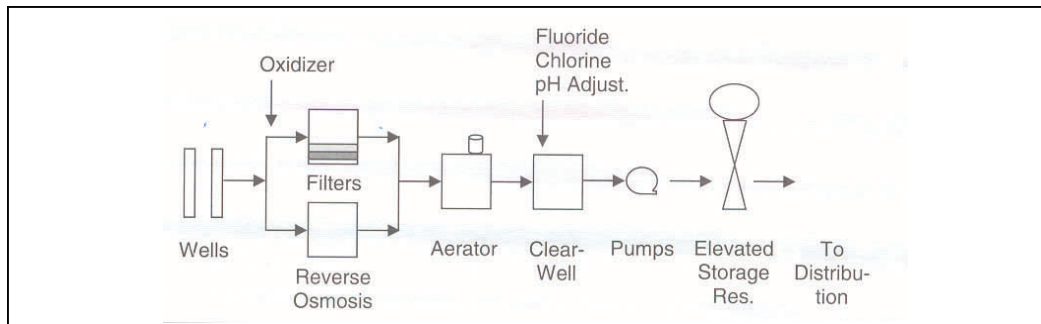 Fluoride
Chlorine
pH Adjust.
Oxidizer
Filters
Wells
Reverse
Osmosis
Aerator
Clear-
Well
Pumps
Elevated
Storage
Res.
To
Distribu-
tion